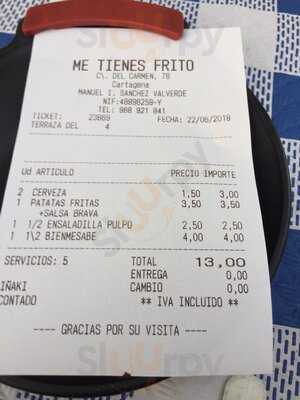 ME TIENES FRITO
C\. DEL CARMEN, 78
Cartagena
MANUEL I. SANCHEZ VALVERDE
NIF:48898259-Y
TEL: 968 921 841
TICKET: 23869 FECHA: 22/06/2018
TERRAZA DEL 4
Ud ARTICULO PRECIO IMPORTE
2 CERVEZA 1,50 3,00
1 PATATAS FRITAS 3,50 3,50
+SALSA BRAVA
1 1/2 ENSALADILLA PULPO 2,50 2,50
1 1\2 BIENMESABE 4,00 4,00
SERVICIOS: 5 TOTAL 13,00
ENTREGA 0,00
IÑAKI CAMBIO 0,00
CONTADO ** IVA INCLUIDO **
---- GRACIAS POR SU VISITA ----
Sluurpy